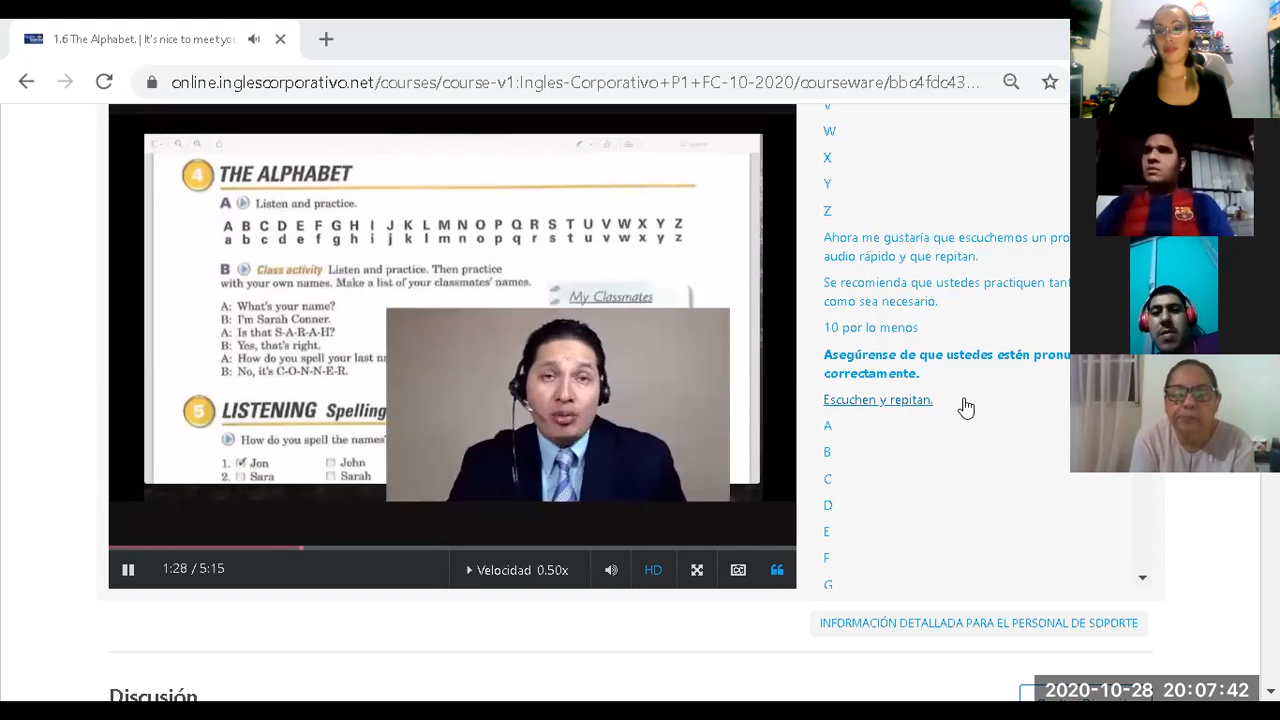 1.6 The Alphabet. | It's nice to meet you
online.inglescorporativo.net/courses/course-v1:Ingles-Corporativo+P1+FC-10-2020/courseware/bbc4fdc43...
4 THE ALPHABET
A Listen and practice.
A B C D E F G H I J K L M N O P Q R S T U V W X Y Z
a b c d e f g h i j k l m n o p q r s t u v w x y z
B Class activity Listen and practice. Then practice
with your own names. Make a list of your classmates' names.
My Classmates
A: What's your name?
B: I'm Sarah Conner.
A: Is that S-A-R-A-H?
B: Yes, that's right.
A: How do you spell your last
B: No, it's C-O-N-N-E-R.
5 LISTENING Spelling
How do you spell the names
1. Jon John
2. Sara Sarah
1:28 / 5:15
Velocidad 0.50x
HD
V
W
X
Y
Z
Ahora me gustaría que escuchemos un
audio rápido y que repitan.
Se recomienda que ustedes practiquen
como sea necesario.
10 por lo menos
Asegúrense de que ustedes estén
correctamente.
Escuchen y repitan.
A
B
C
D
E
F
G
INFORMACIÓN DETALLADA PARA EL PERSONAL DE SOPORTE
Discusión
2020-10-28 20:07:42